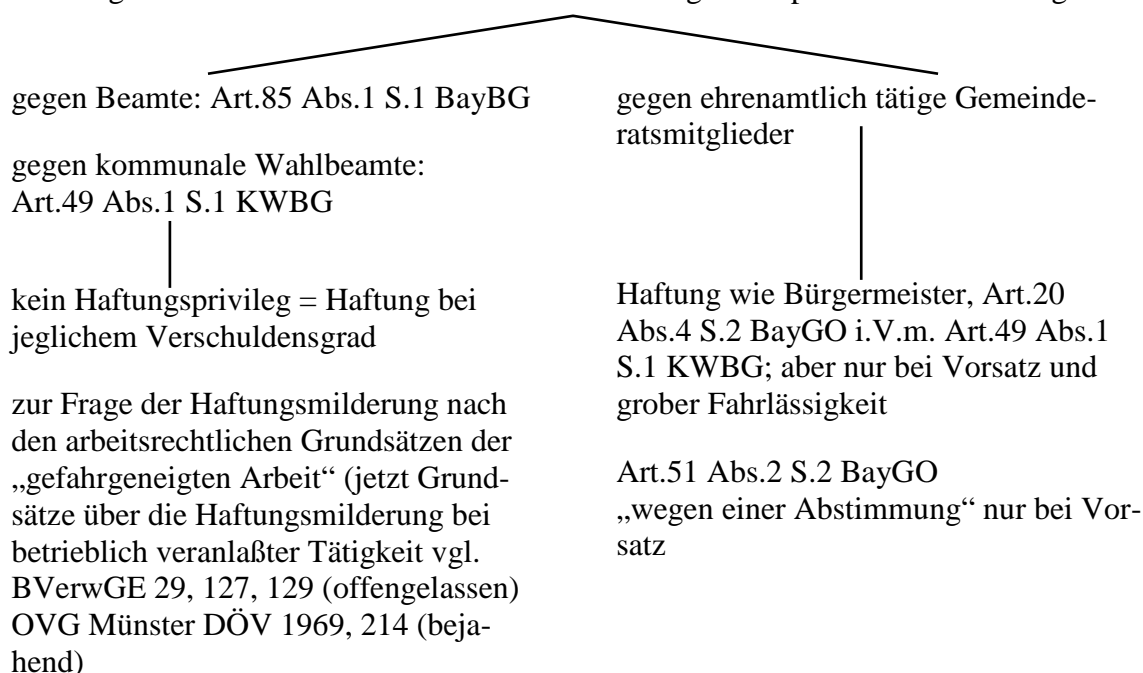 gegen Beamte: Art.85 Abs.1 S.1 BayBG
gegen kommunale Wahlbeamte:
Art.49 Abs.1 S.1 KWBG
kein Haftungsprivileg = Haftung bei
jeglichem Verschuldensgrad
zur Frage der Haftungsmilderung nach
den arbeitsrechtlichen Grundsätzen der
„gefahrgeneigten Arbeit“ (jetzt Grund-
sätze über die Haftungsmilderung bei
betrieblich veranlaßter Tätigkeit vgl.
BVerwGE 29, 127, 129 (offengelassen)
OVG Münster DÖV 1969, 214 (beja-
hend)
gegen ehrenamtlich tätige Gemeinde-
ratsmitglieder
Haftung wie Bürgermeister, Art.20
Abs.4 S.2 BayGO i.V.m. Art.49 Abs.1
S.1 KWBG; aber nur bei Vorsatz und
grober Fahrlässigkeit
Art.51 Abs.2 S.2 BayGO
„wegen einer Abstimmung“ nur bei Vor-
satz